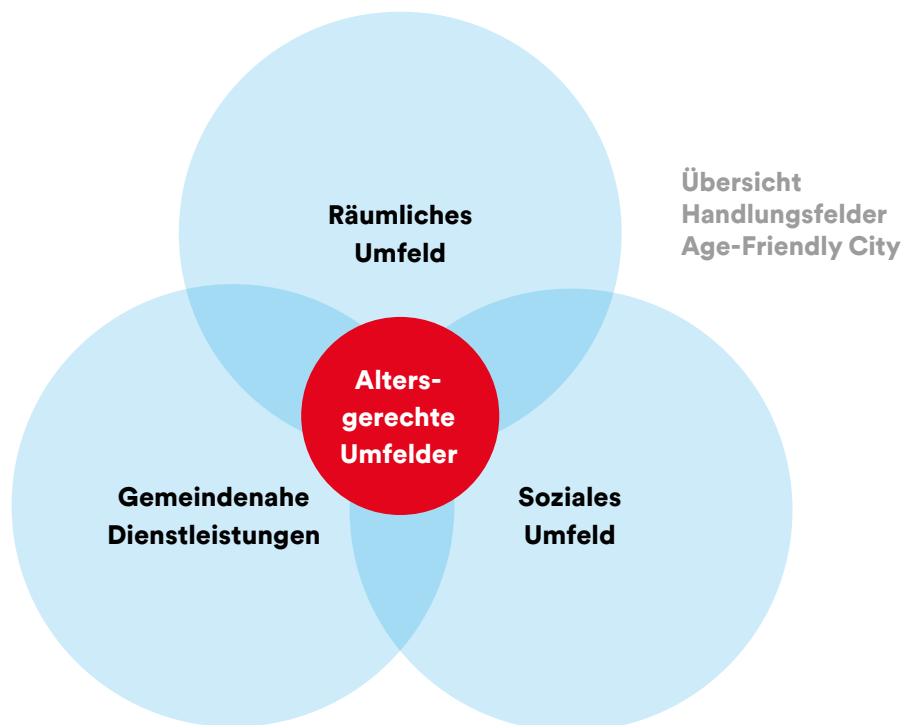 Räumliches
Umfeld
Übersicht
Handlungsfelder
Age-Friendly City
Alters-
gerechte
Umfelder
Gemeindenahe
Dienstleistungen
Soziales
Umfeld